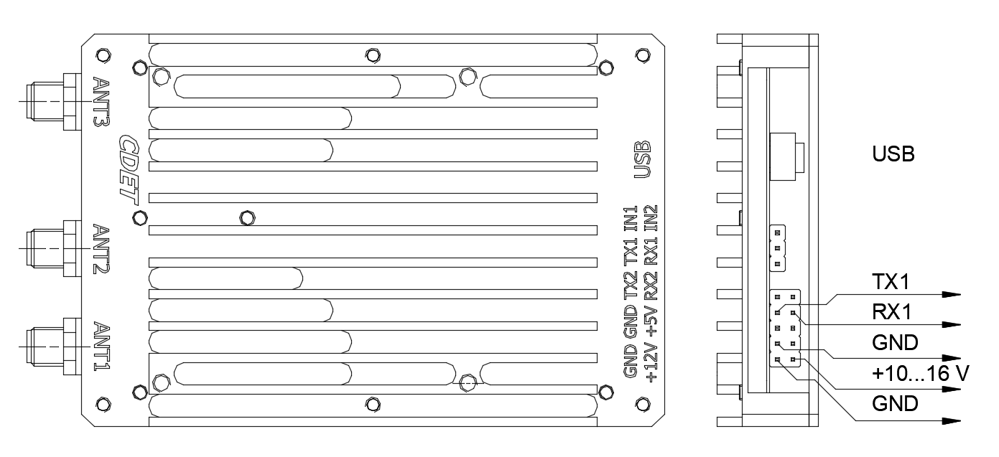 ANT3
CDET
ANT2
ANT1
USB
GND GND TX2 TX1 IN1
+12V +5V RX2 RX1 IN2
USB
TX1
RX1
GND
+10...16 V
GND